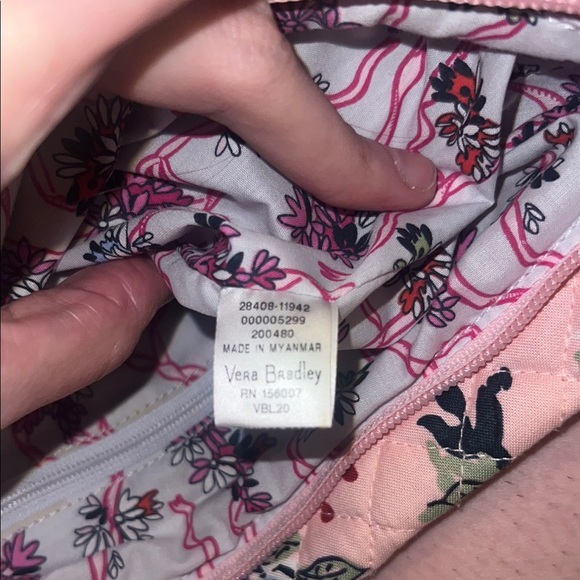 28408-11942
000005299
200480
MADE IN MYANMAR
Vera Bradley
RN 156007
VBL20